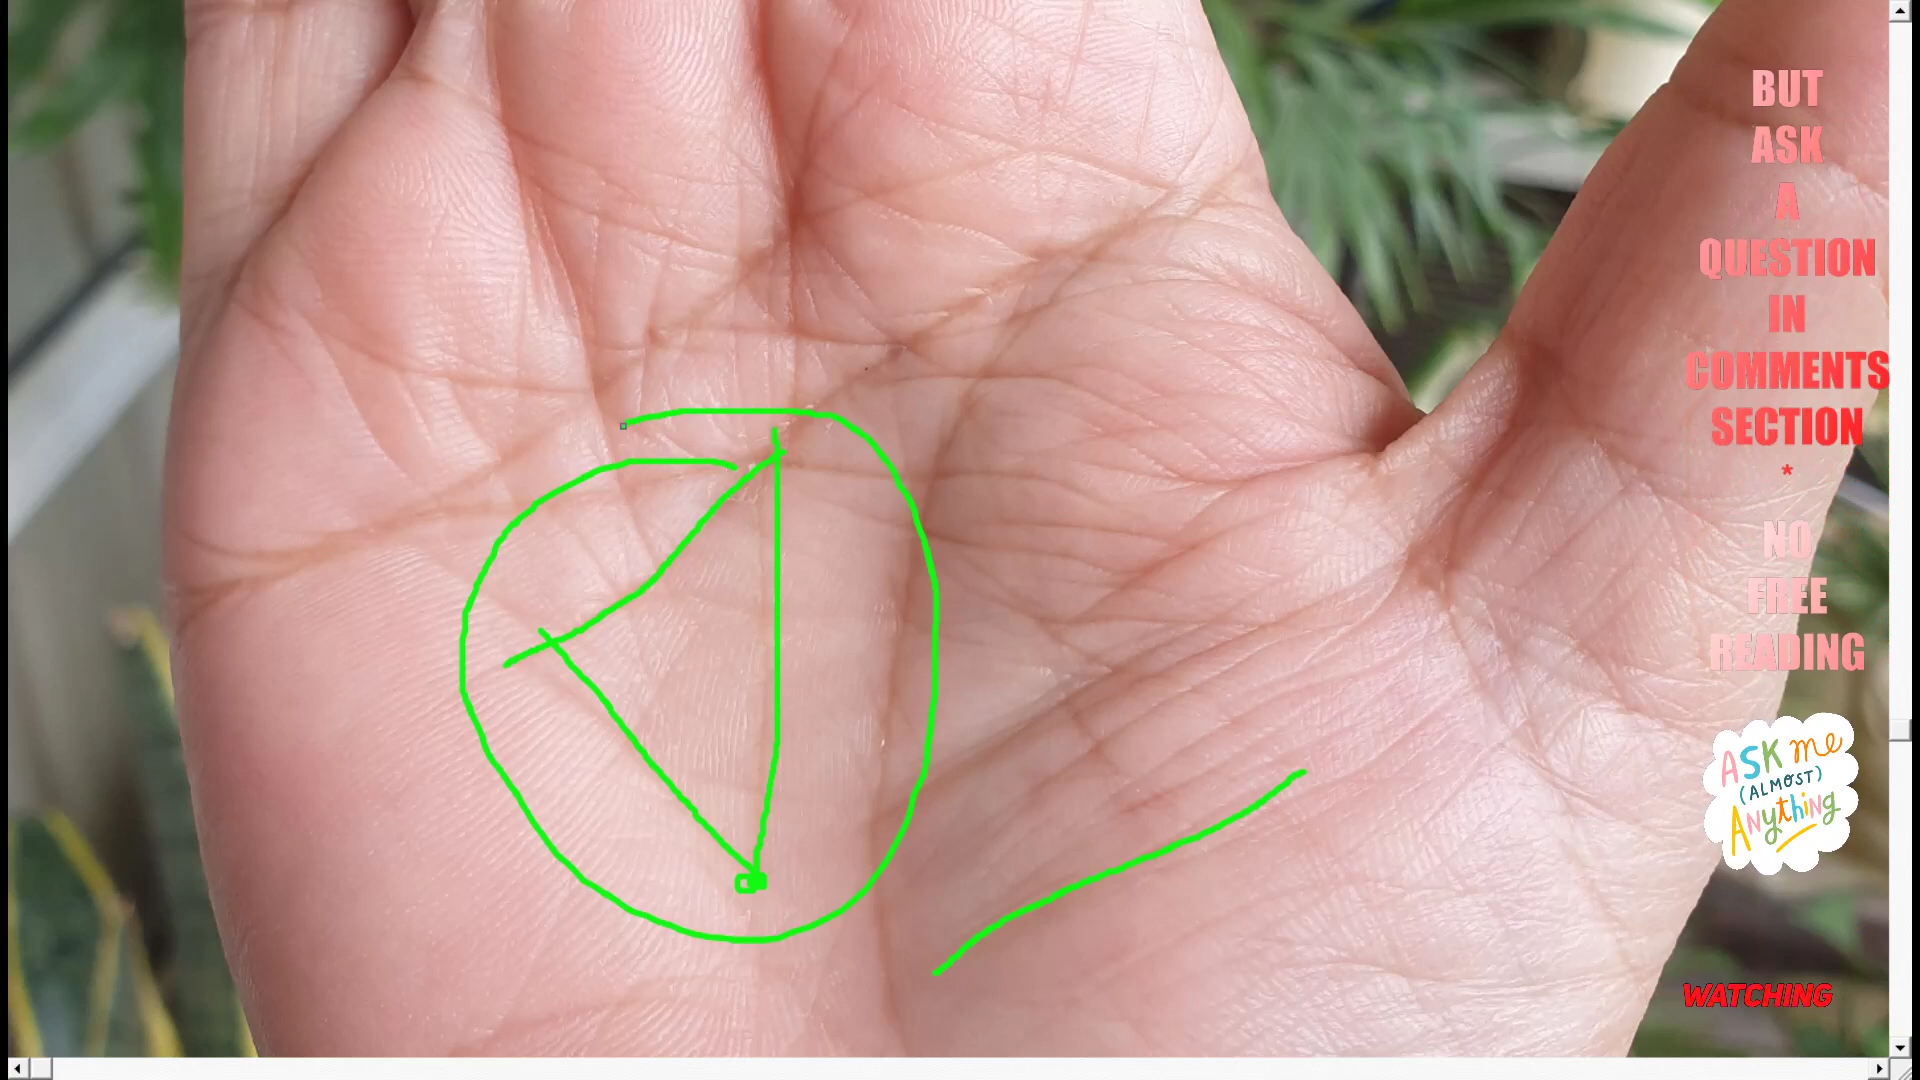 BUT
ASK
A
QUESTION
IN
COMMENTS
SECTION
*
NO
FREE
READING
ASK me
(ALMOST)
Anything
WATCHING